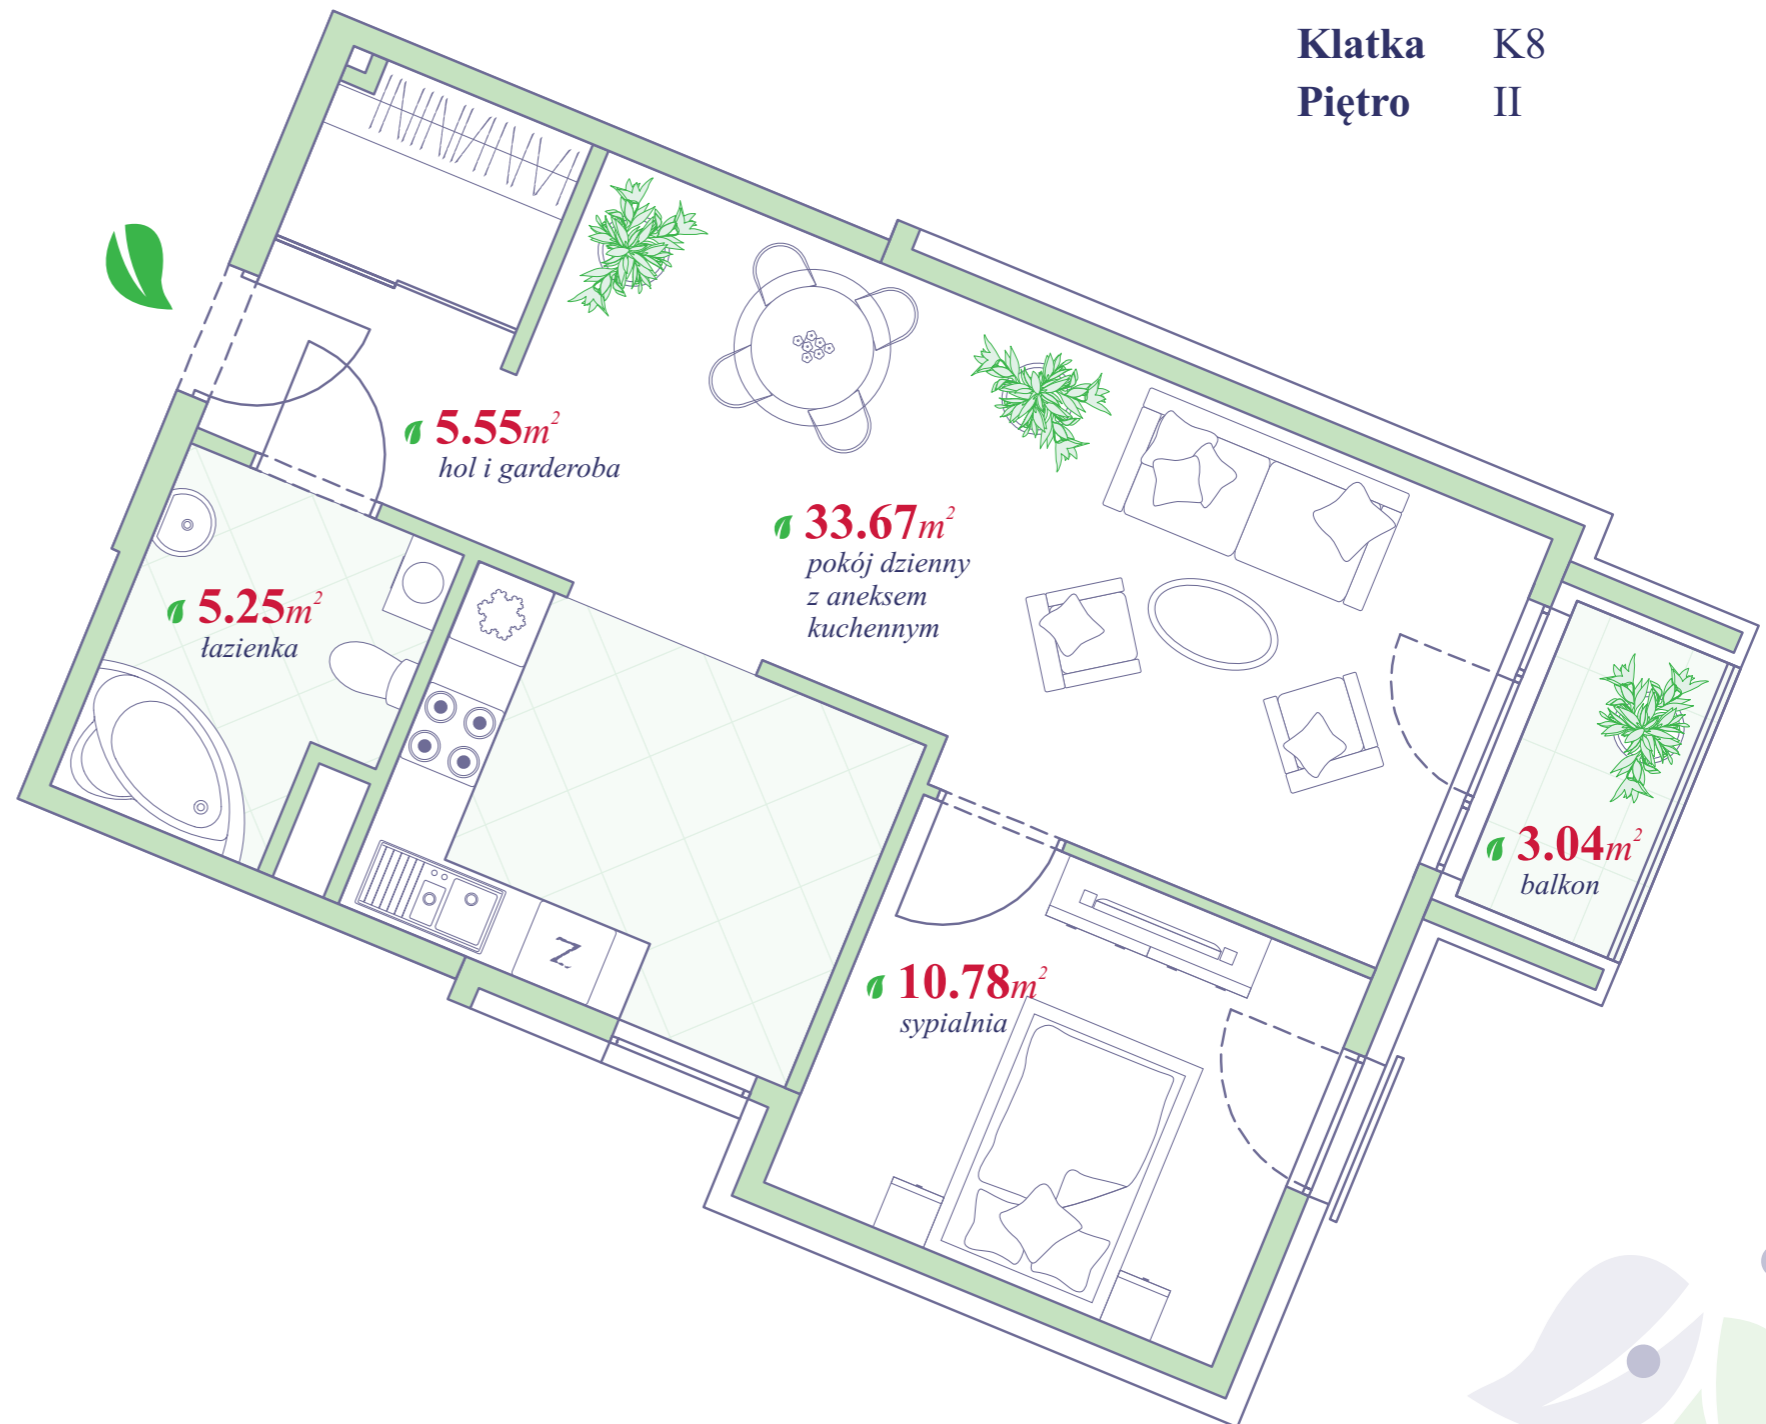 Klatka K8
Piętro II
5.55m²
hol i garderoba
33.67m²
pokój dzienny
z aneksem
kuchennym
5.25m²
łazienka
3.04m²
balkon
10.78m²
sypialnia
Z